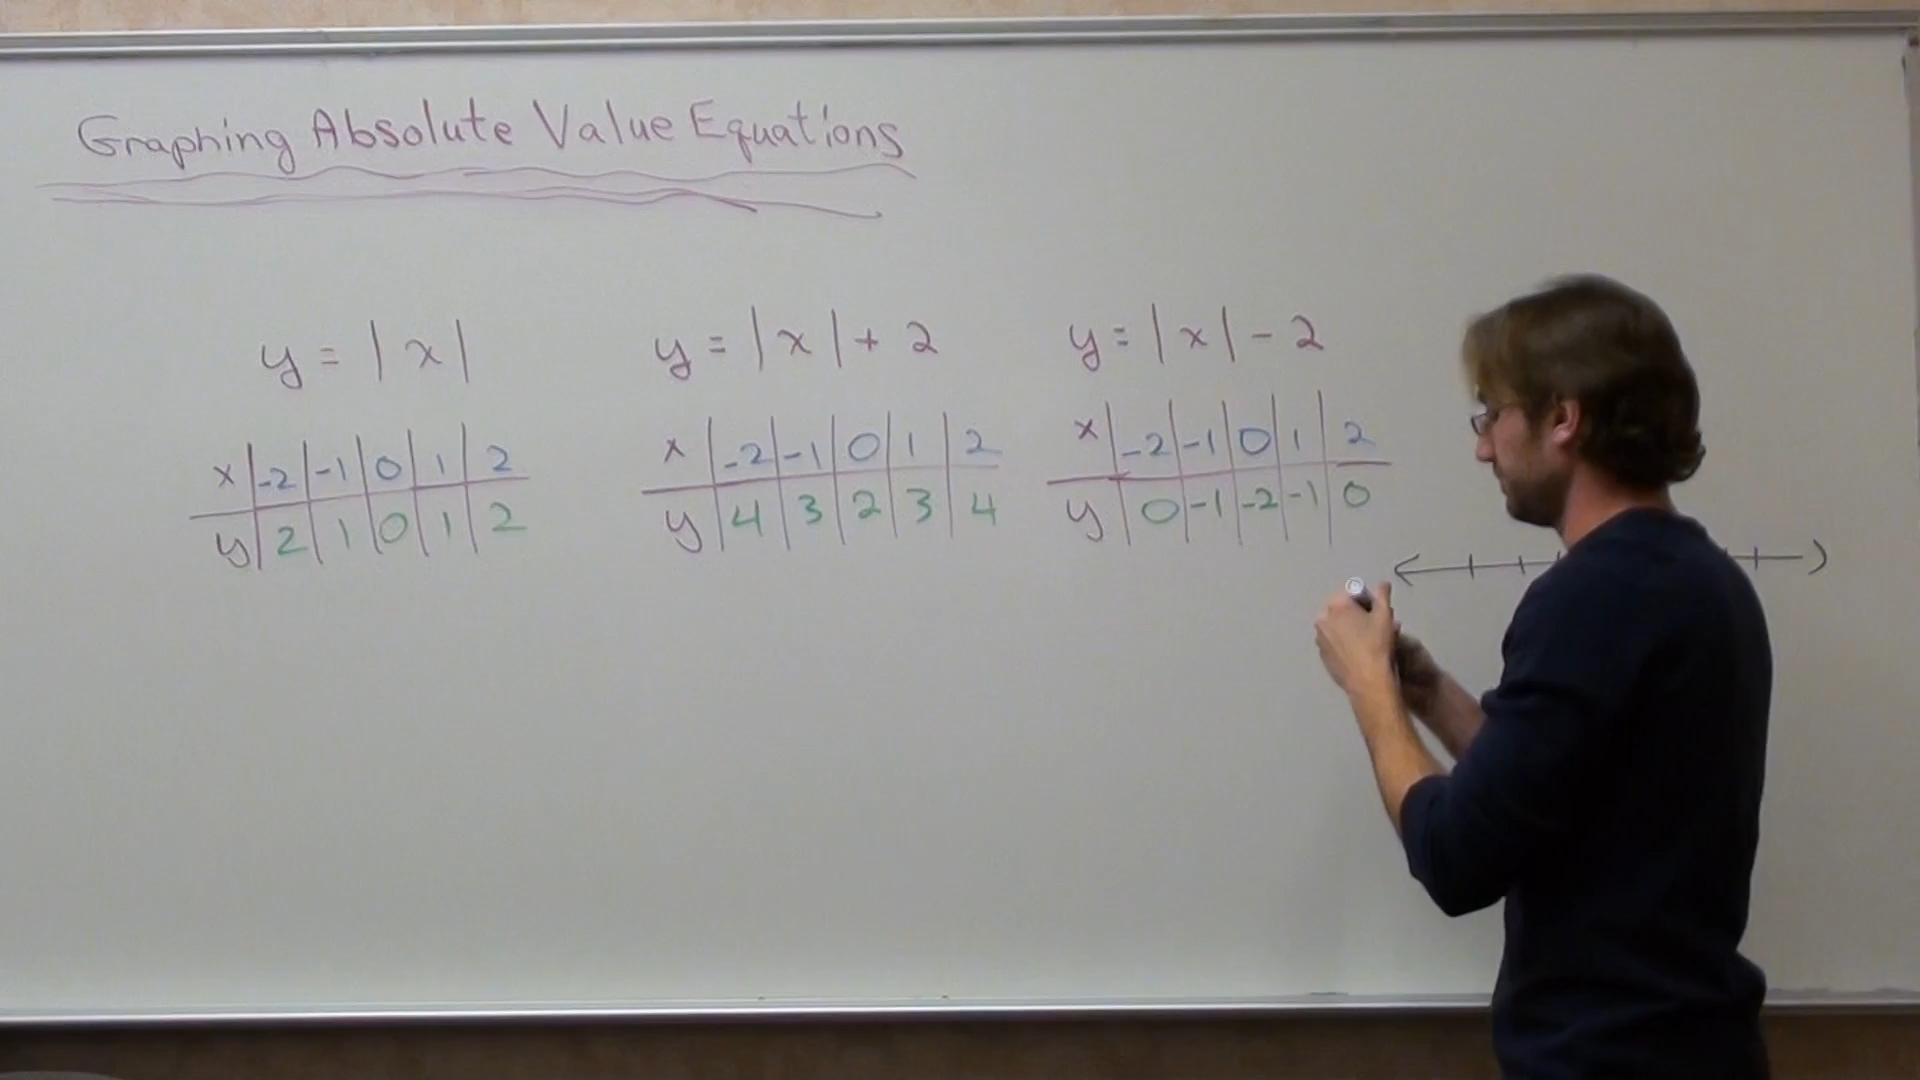 Graphing Absolute Value Equations
y = |x|
x | -2 | -1 | 0 | 1 | 2
y | 2 | 1 | 0 | 1 | 2
y = |x| + 2
x | -2 | -1 | 0 | 1 | 2
y | 4 | 3 | 2 | 3 | 4
y = |x| - 2
x | -2 | -1 | 0 | 1 | 2
y | 0 | -1 | -2 | -1 | 0